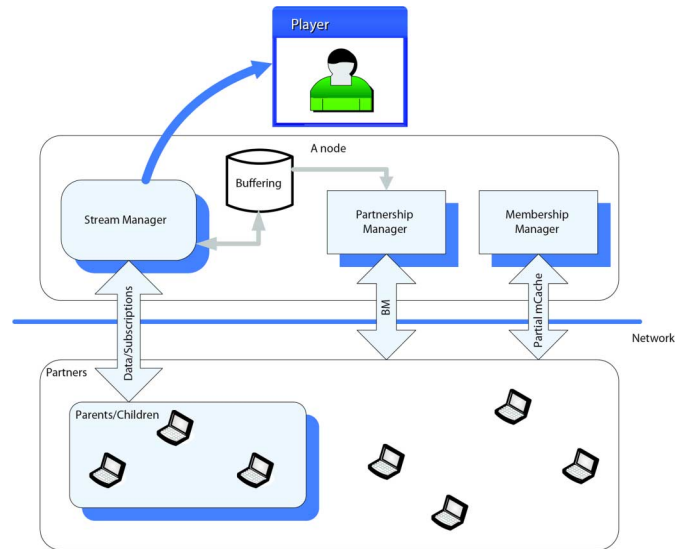 Player
A node
Buffering
Stream Manager
Partnership
Manager
Membership
Manager
Data/Subscriptions
BM
Partial mCache
Network
Partners
Parents/Children